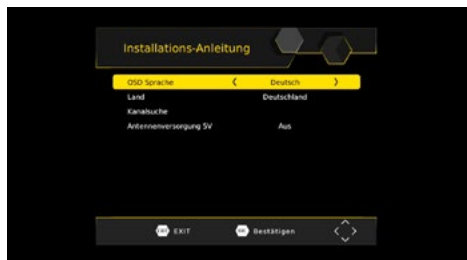 Installations-Anleitung
OSD Sprache Deutsch
Land Deutschland
Kanalsuche
Antennenversorgung 5V Aus
EXIT Bestätigen